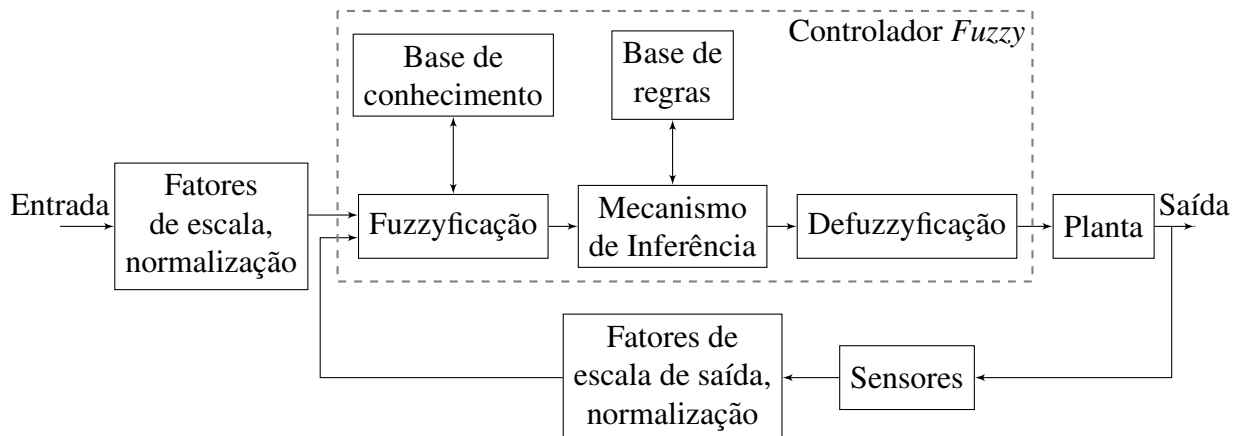 Controlador Fuzzy
Base de
conhecimento
Base de
regras
Entrada
Fatores
de escala,
normalização
Fuzzyficação
Mecanismo
de Inferência
Defuzzyficação
Planta
Saída
Fatores de
escala de saída,
normalização
Sensores